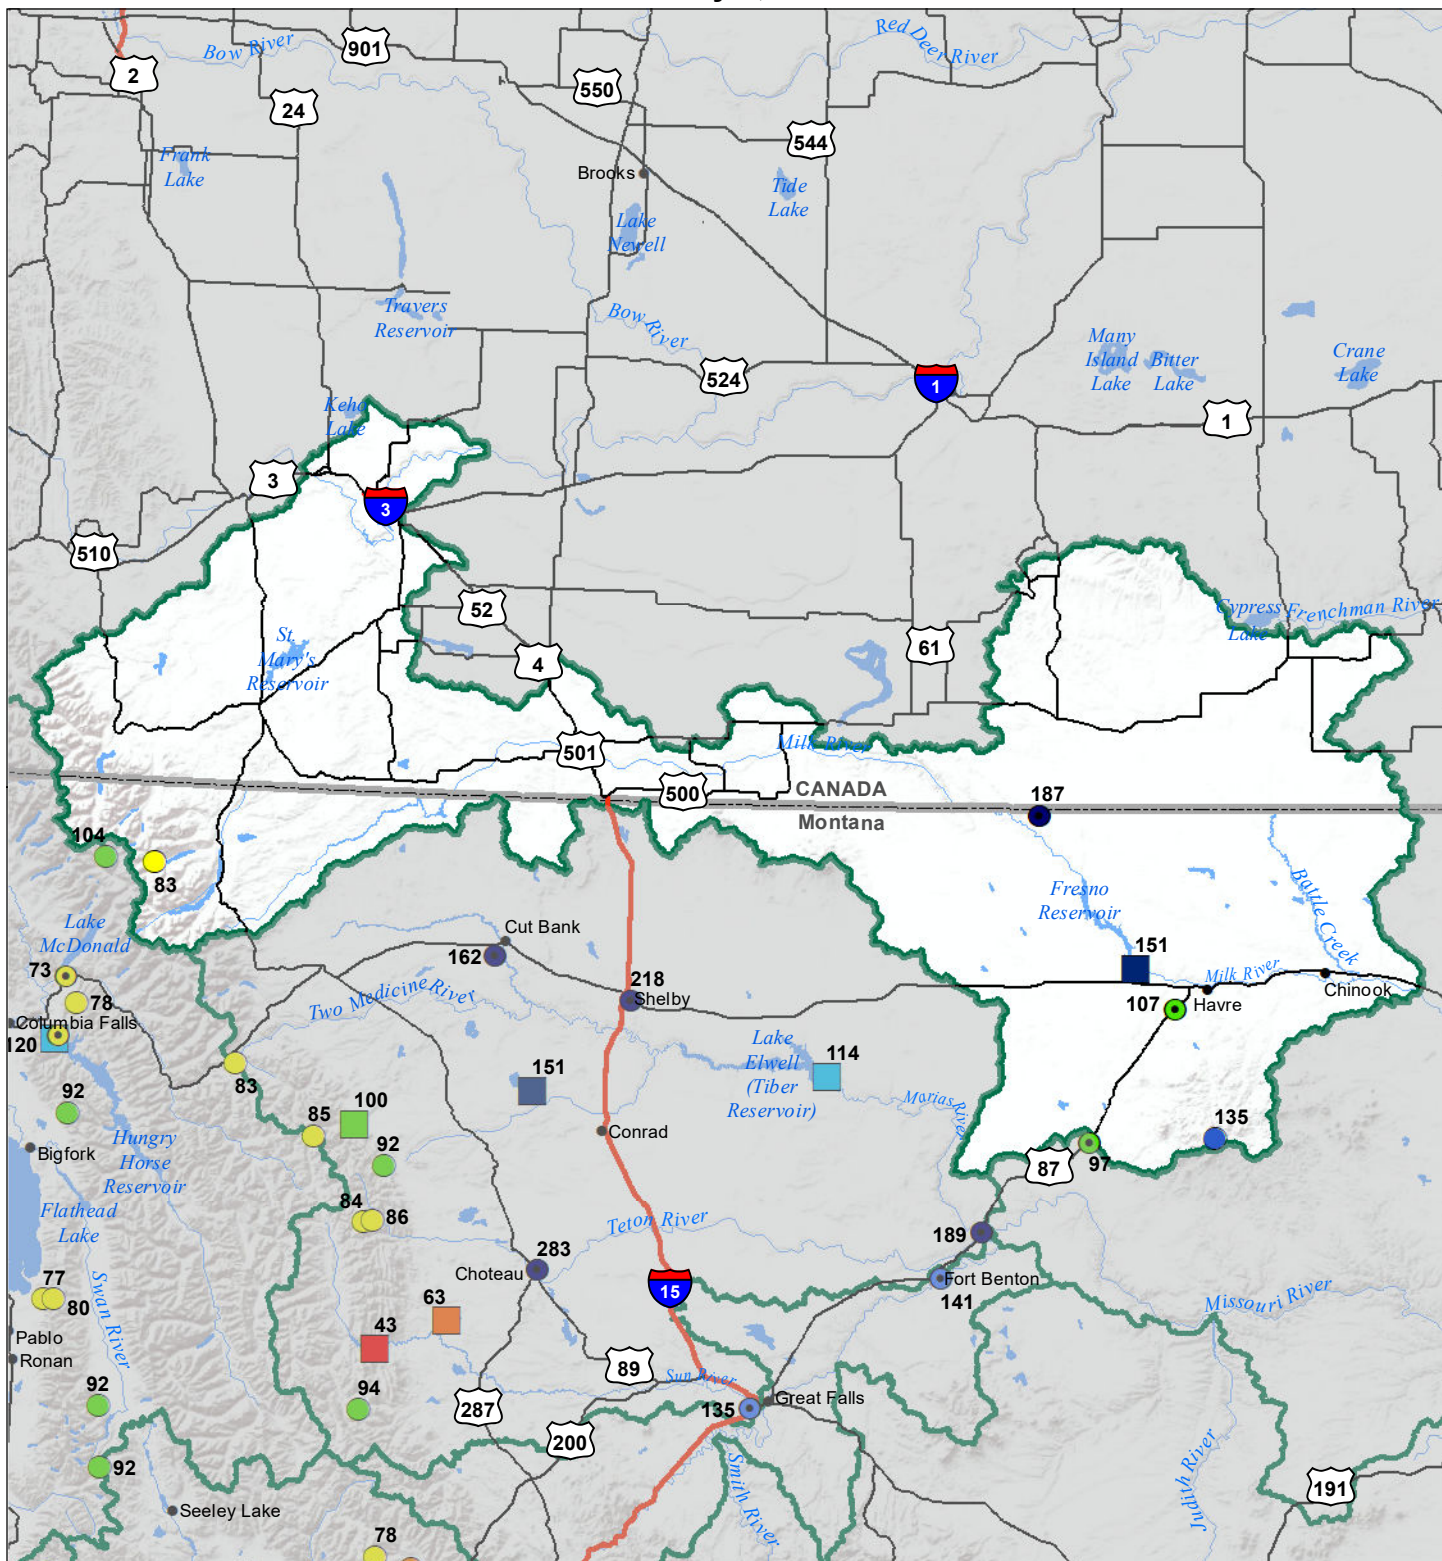 Bow River
901
Red Deer River
2
24
550
544
Frank
Lake
Brooks
Tide
Lake
Lake
Newell
Travers
Reservoir
Bow River
524
1
Many
Island
Lake
Bitter
Lake
Crane
Lake
1
Keho
Lake
3
3
510
52
4
61
Cypress
Lake
Frenchman River
St.
Mary's
Reservoir
501
Milk River
500
CANADA
Montana
187
104
83
Fresno
Reservoir
Battle Creek
Lake
McDonald
Cut Bank
162
151
Milk River
Chinook
73
78
218
Shelby
107
Havre
Two Medicine River
Columbia Falls
120
83
Lake
Elwell
(Tiber
Reservoir)
114
151
92
100
85
Marias River
135
Conrad
Bigfork
Hungry
Horse
Reservoir
92
87
97
84
86
Flathead
Lake
Teton River
189
283
Choteau
15
Fort Benton
141
77
80
Swan River
Missouri River
63
43
Pablo
Ronan
89
Sun River
92
94
287
135
Great Falls
200
92
Smith River
Judith River
191
Seeley Lake
78